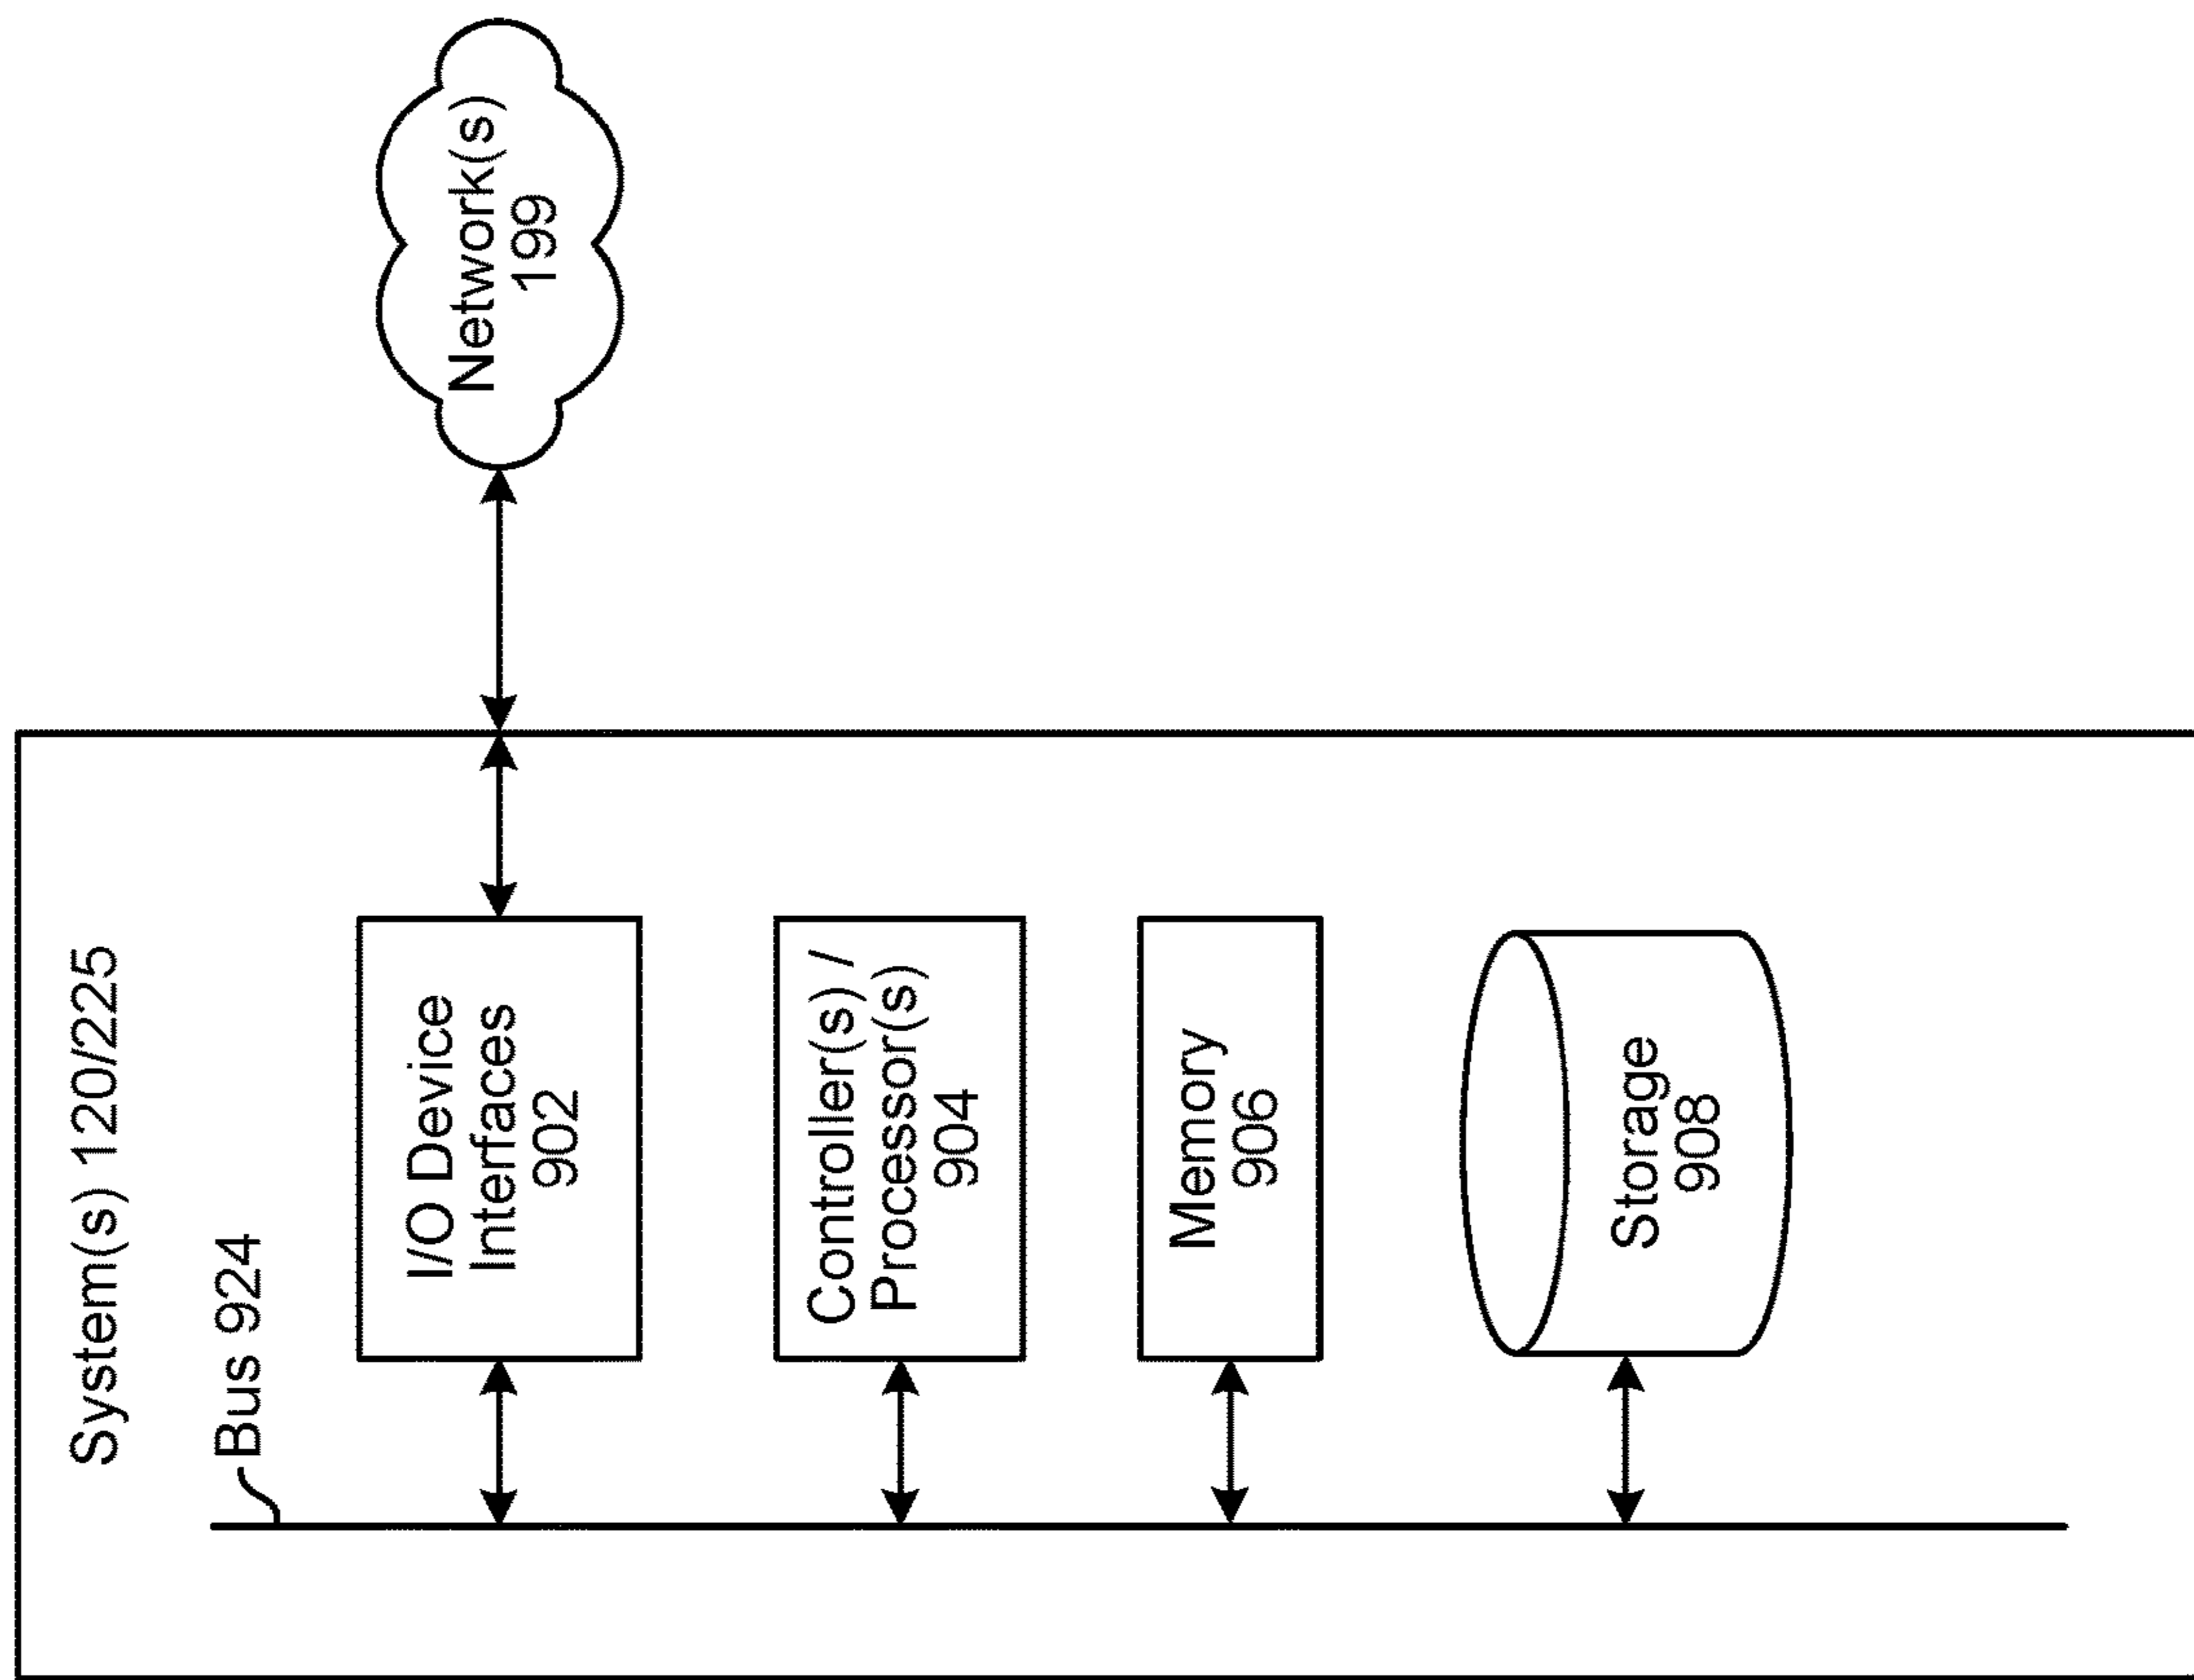 System(s) 120/225
Bus 924
I/O Device
Interfaces
902
Controller(s) /
Processor(s)
904
Memory
906
Storage
908
Network(s)
199